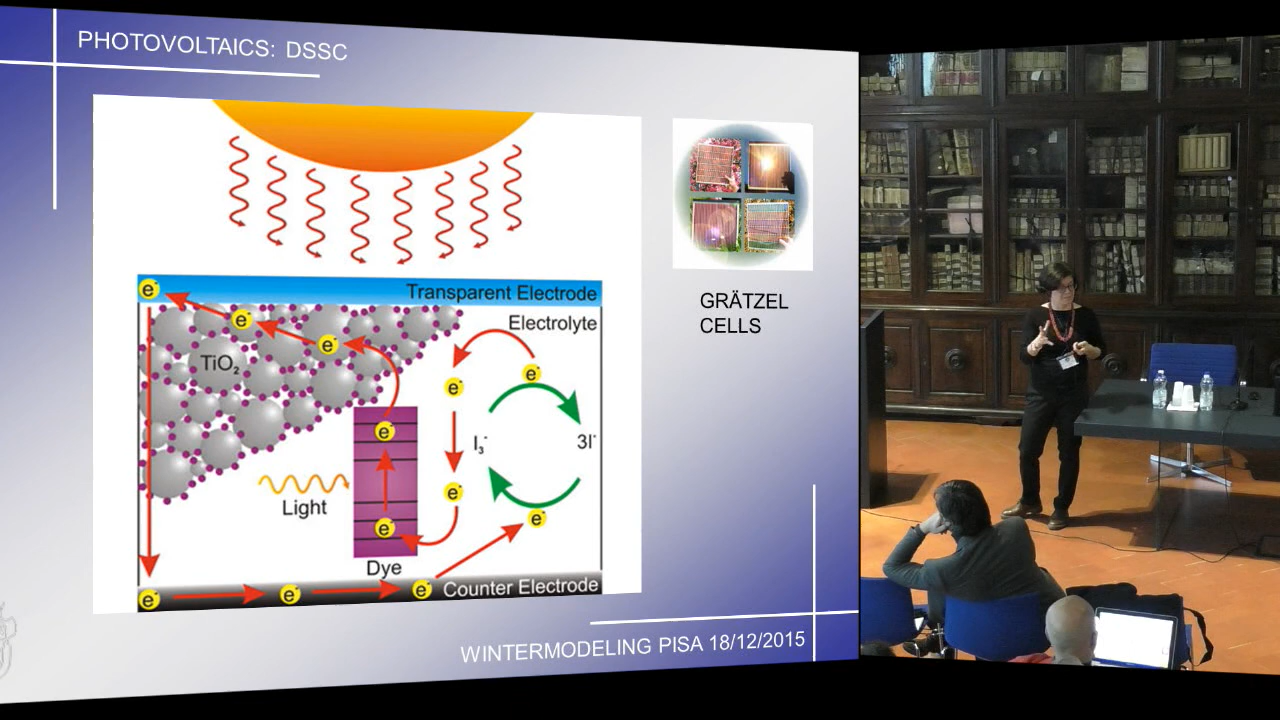 PHOTOVOLTAICS: DSSC
e-
Transparent Electrode
e-
Electrolyte
e-
TiO2
e-
e-
e-
I3-
3I-
e-
Light
e-
e-
Dye
e-
e-
e-
Counter Electrode
GRÄTZEL
CELLS
WINTERMODELING PISA 18/12/2015